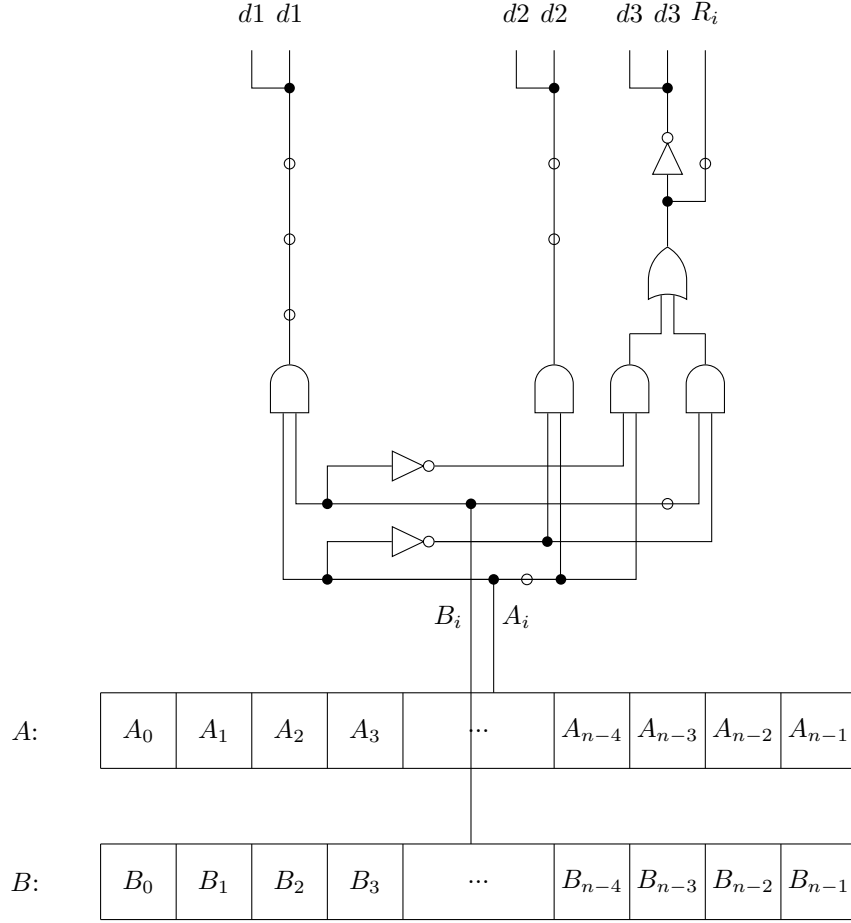 d1 d1 d2 d2 d3 d3 R_i
B_i A_i
A: A_0 A_1 A_2 A_3 ... A_{n-4} A_{n-3} A_{n-2} A_{n-1}
B: B_0 B_1 B_2 B_3 ... B_{n-4} B_{n-3} B_{n-2} B_{n-1}